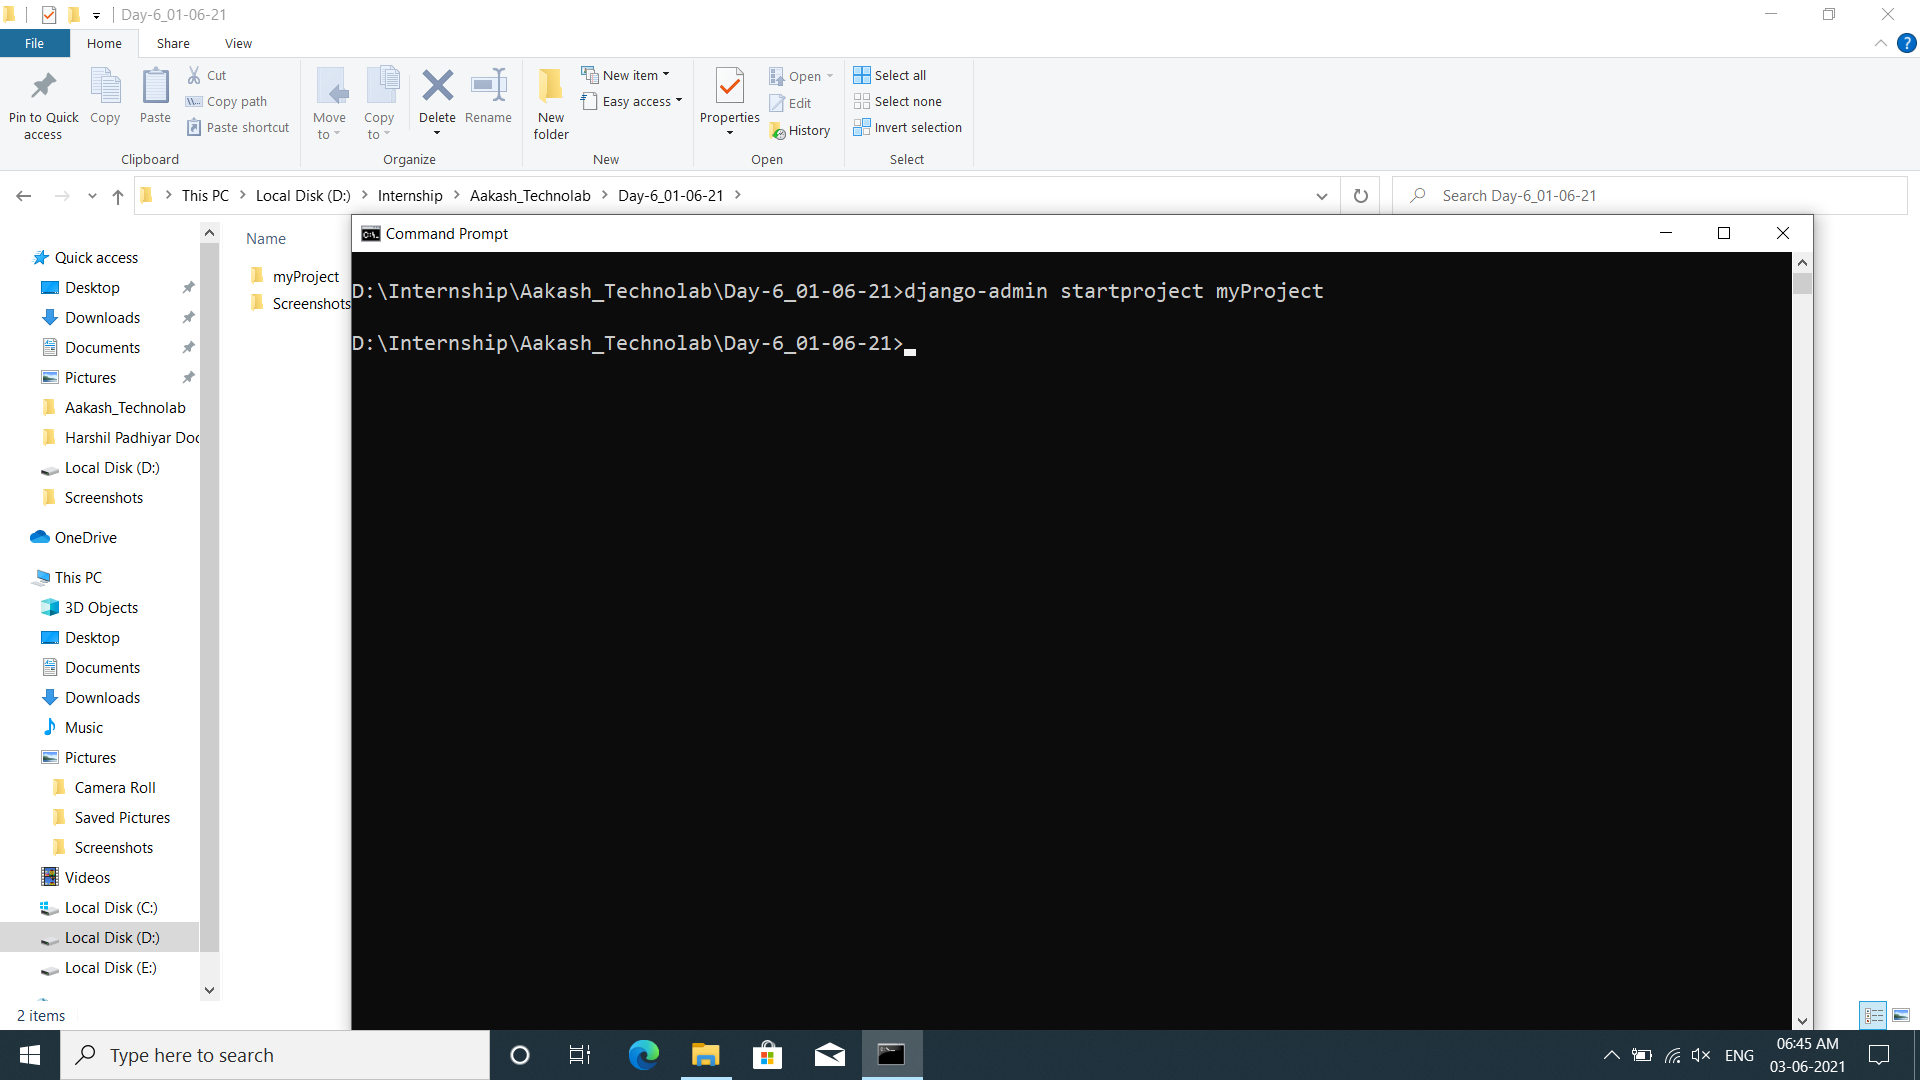 Day-6_01-06-21
File
Home
Share
View
Pin to Quick access
Copy
Paste
Cut
Copy path
Paste shortcut
Clipboard
Move to
Copy to
Delete
Rename
Organize
New folder
New item
Easy access
New
Properties
Open
Edit
History
Open
Select all
Select none
Invert selection
Select
This PC > Local Disk (D:) > Internship > Aakash_Technolab > Day-6_01-06-21 >
Search Day-6_01-06-21
Quick access
Desktop
Downloads
Documents
Pictures
Aakash_Technolab
Harshil Padhiyar Doc
Local Disk (D:)
Screenshots
OneDrive
This PC
3D Objects
Desktop
Documents
Downloads
Music
Pictures
Camera Roll
Saved Pictures
Screenshots
Videos
Local Disk (C:)
Local Disk (D:)
Local Disk (E:)
2 items
Name
myProject
Screenshots
Command Prompt
D:\Internship\Aakash_Technolab\Day-6_01-06-21>django-admin startproject myProject
D:\Internship\Aakash_Technolab\Day-6_01-06-21>
Type here to search
ENG
06:45 AM
03-06-2021